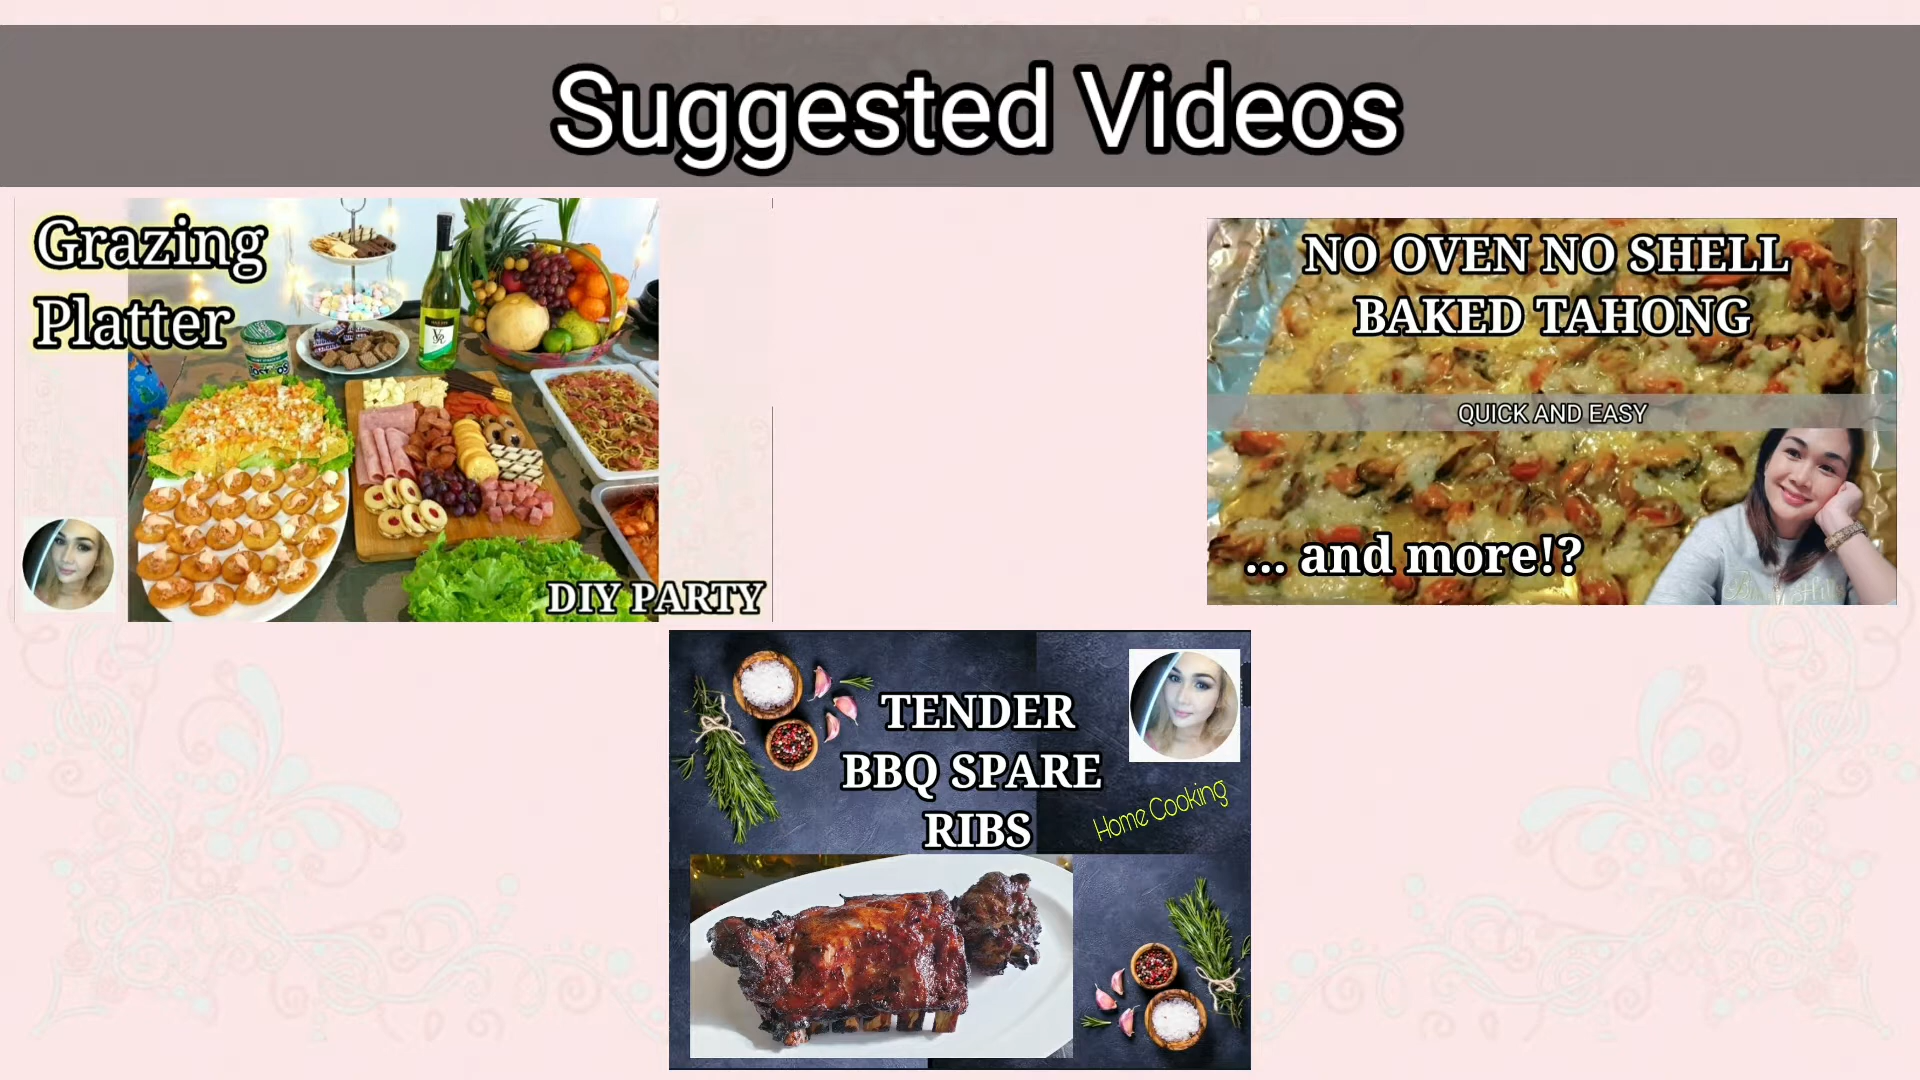 Suggested Videos
Grazing
Platter
DIY PARTY
NO OVEN NO SHELL
BAKED TAHONG
QUICK AND EASY
... and more!?
TENDER
BBQ SPARE
RIBS
Home Cooking